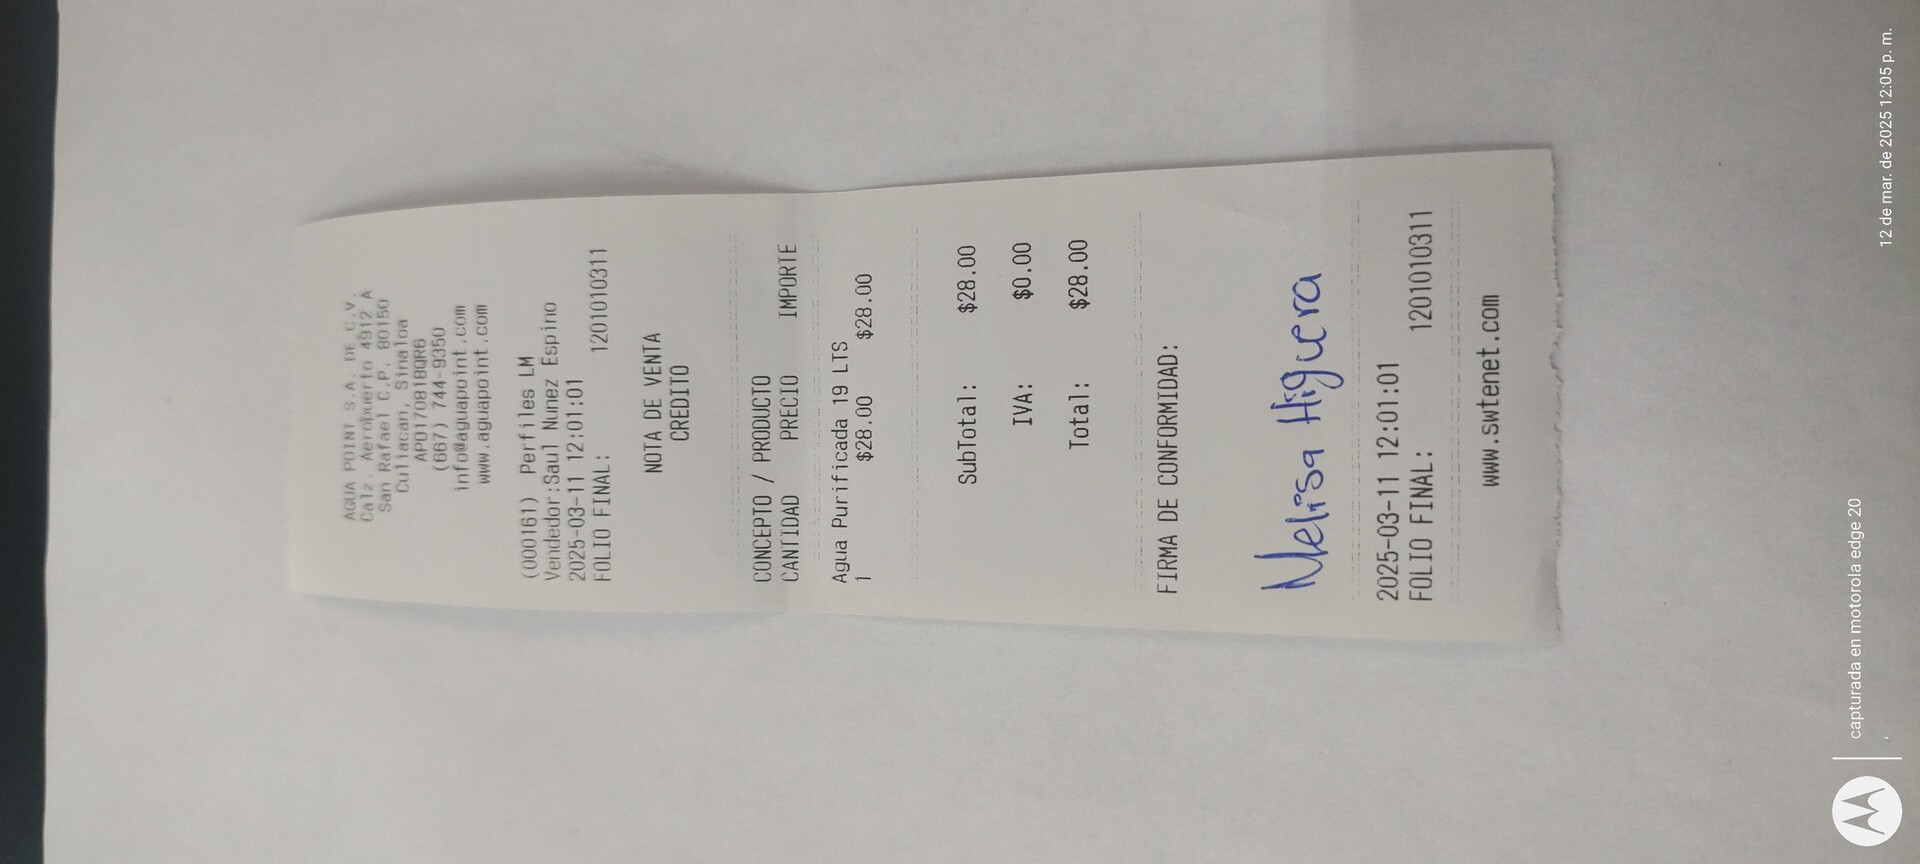 AGUA POINT S.A. DE C.V.
Calz. Aeropuerto 4912 A
San Rafael C.P. 80150
Culiacan, Sinaloa
APO170818QR6
(667) 744-9350
info@aguapoint.com
www.aguapoint.com
(000161) Perfiles LM
Vendedor:Saul Nunez Espino
2025-03-11 12:01:01
FOLIO FINAL: 1201010311
NOTA DE VENTA
CREDITO
CONCEPTO / PRODUCTO
CANTIDAD PRECIO IMPORTE
Agua Purificada 19 LTS
1 $28.00 $28.00
SubTotal: $28.00
IVA: $0.00
Total: $28.00
FIRMA DE CONFORMIDAD:
Melisa Higuera
2025-03-11 12:01:01
FOLIO FINAL: 1201010311
www.swtenet.com
capturada en motorola edge 20
12 de mar. de 2025 12:05 p. m.